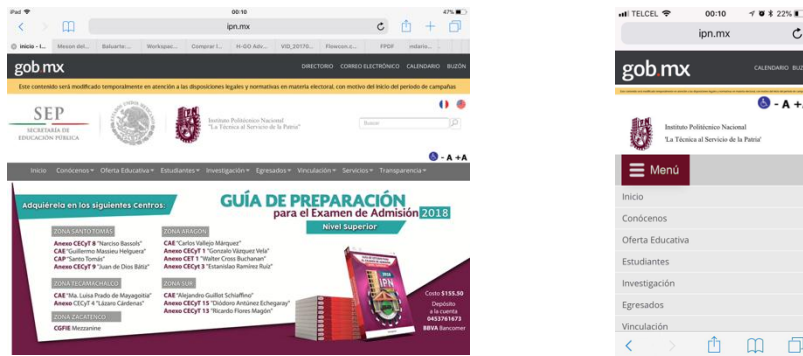 iPad 00:10 47%
ipn.mx
inicio - I... Mexon del... Baluarte:... Workspac... Comprar I... H-GO Adv... VID_20170... Flowcon c... FPDF mdario...
gob.mx DIRECTORIO CORREO ELECTRÓNICO CALENDARIO BUZÓN
Este contenido será modificado temporalmente en atención a las disposiciones legales y normativas en materia electoral, con motivo del inicio del periodo de campañas
SEP
SECRETARÍA DE
EDUCACIÓN PÚBLICA
Instituto Politécnico Nacional
"La Técnica al Servicio de la Patria"
Buscar
- A +A
Inicio Conócenos Oferta Educativa Estudiantes Investigación Egresados Vinculación Servicios Transparencia
Adquiérela en los siguientes Centros:
GUÍA DE PREPARACIÓN
para el Examen de Admisión 2018
Nivel Superior
ZONA SANTO TOMÁS
Anexo CECyT 8 "Narciso Bassols"
CAE "Guillermo Massieu Helguera"
CAP "Santo Tomás"
Anexo CECyT 9 "Juan de Dios Bátiz"
ZONA ARAGÓN
CAE "Carlos Vallejo Márquez"
Anexo CECyT 1 "Gonzalo Vázquez Vela"
Anexo CET 1 "Walter Cross Buchanan"
Anexo CECyT 3 "Estanislao Ramírez Ruiz"
ZONA TECAMACHALCO
CAE "Ma. Luisa Prado de Mayagoitia"
Anexo CECyT 4 "Lázaro Cárdenas"
ZONA SUR
CAE "Alejandro Guillot Schiaffino"
Anexo CECyT 15 "Diódoro Antúnez Echegaray"
Anexo CECyT 13 "Ricardo Flores Magón"
ZONA ZACATENCO
CGFIE Mezzanine
IPN
Costo $155.50
Depósito
a la cuenta
0453761673
BBVA Bancomer
TELCEL 00:10 22%
ipn.mx
gob.mx CALENDARIO
- A +
Instituto Politécnico Nacional
'La Técnica al Servicio de la Patria'
Menú
Inicio
Conócenos
Oferta Educativa
Estudiantes
Investigación
Egresados
Vinculación